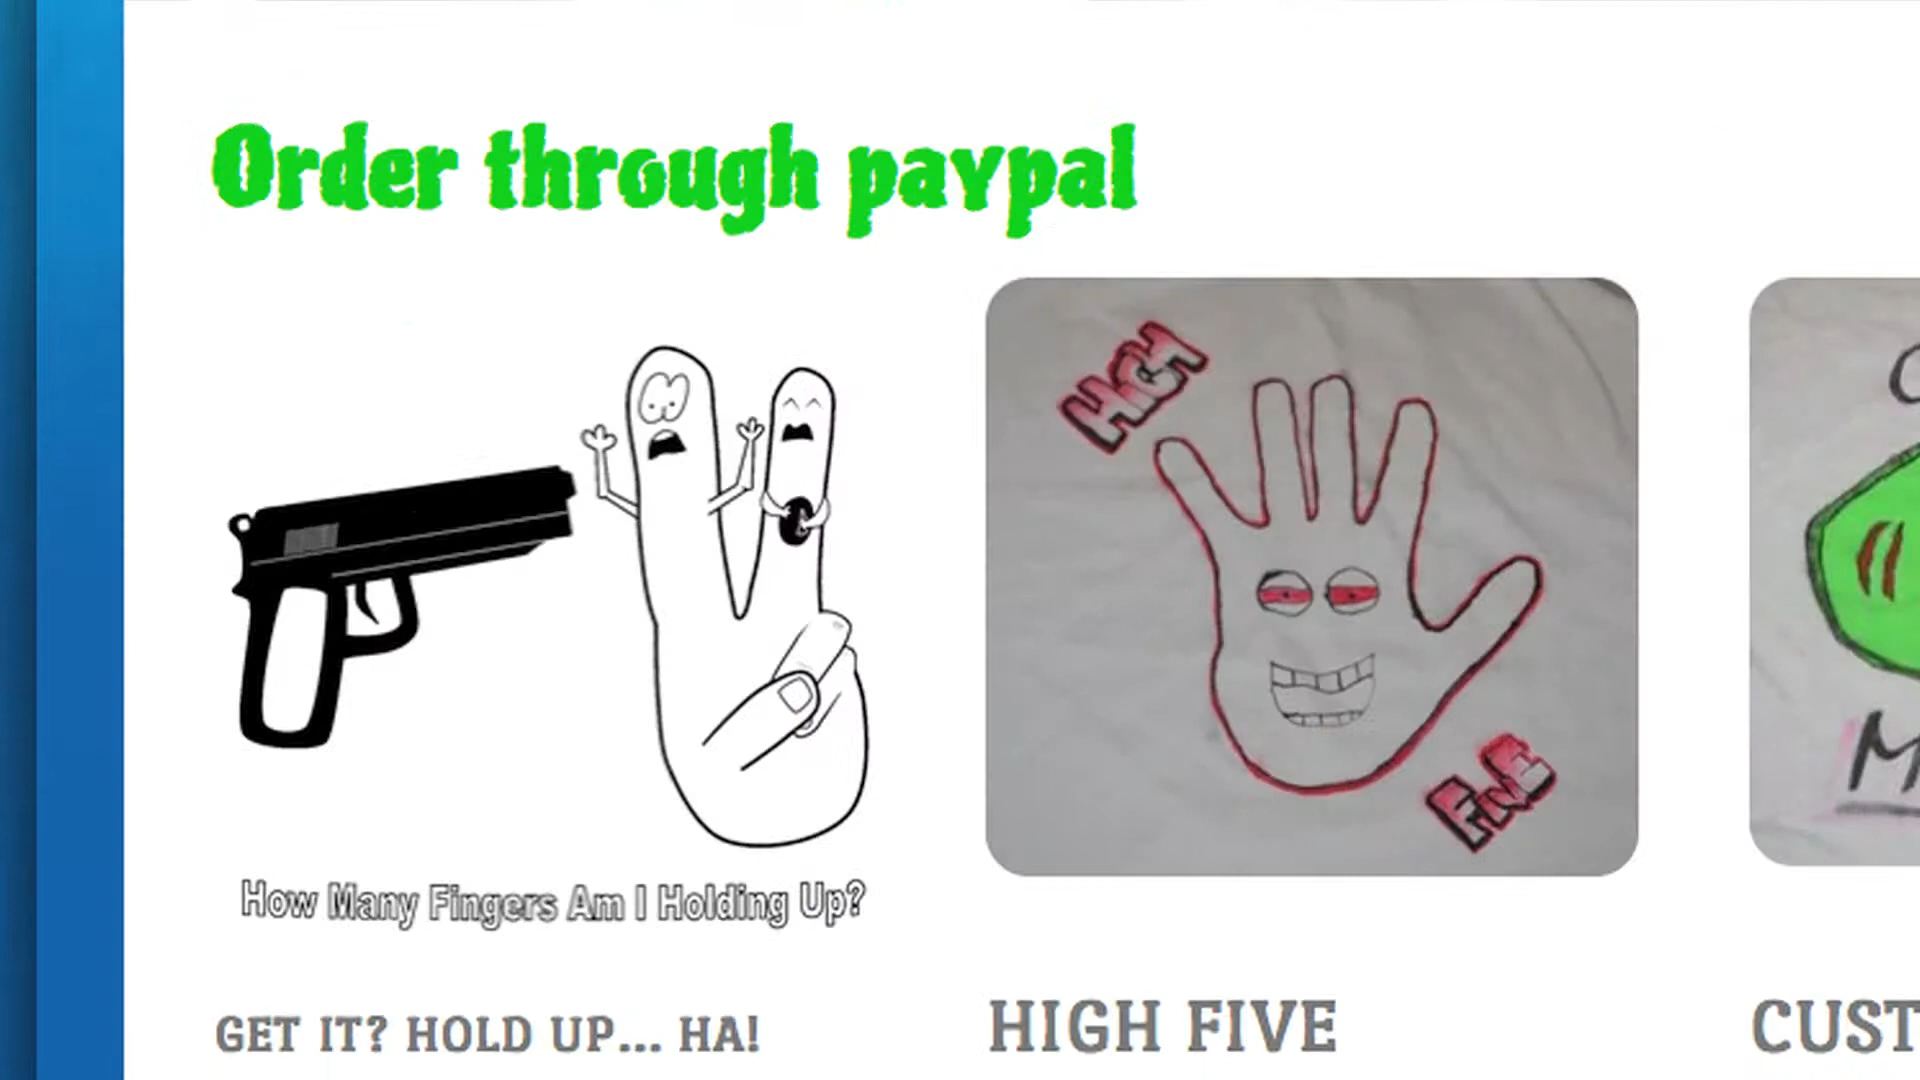 Order through paypal
HIGH
FIVE
How Many Fingers Am I Holding Up?
GET IT? HOLD UP... HA!
HIGH FIVE
CUST